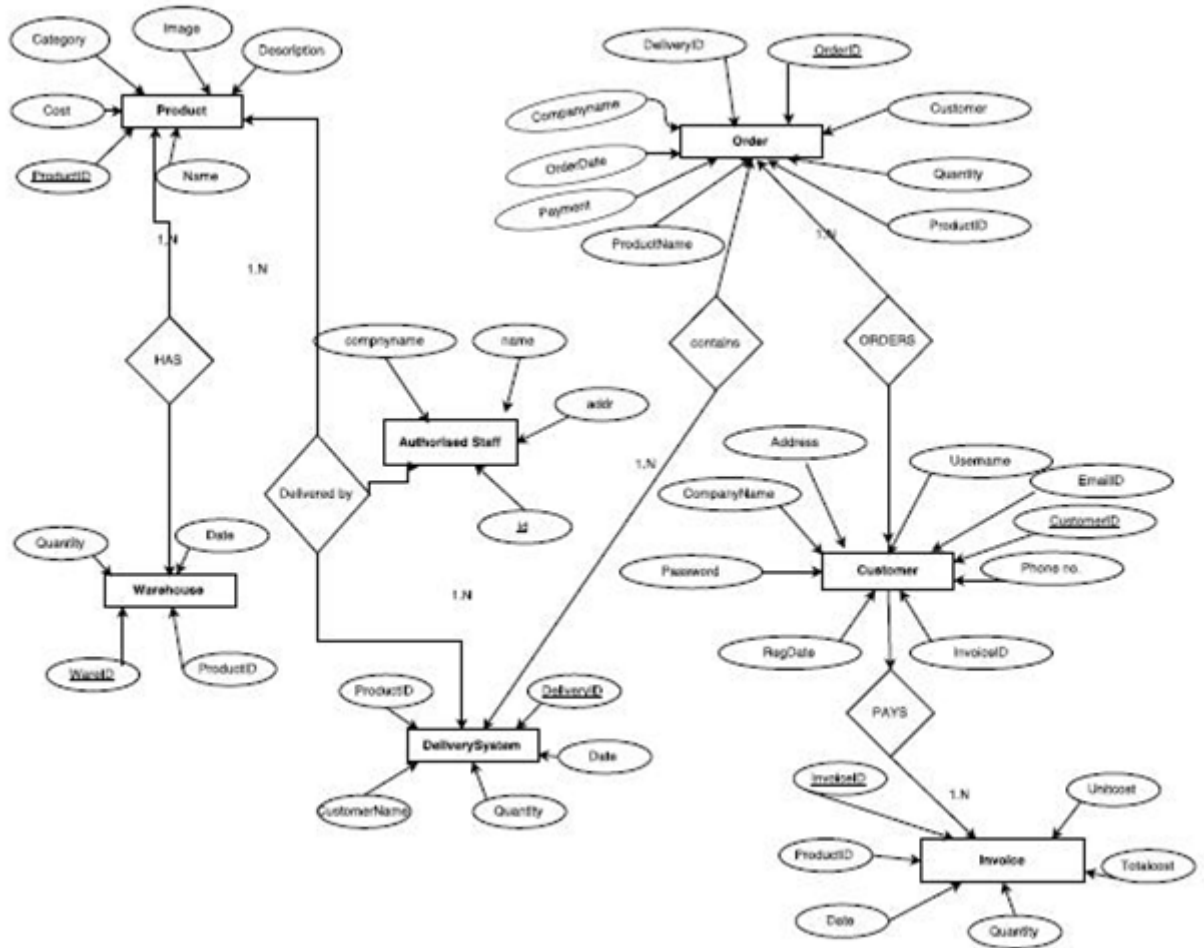 Image
Category
Description
Cost
Product
ProductID
Name
1.N
1.N
HAS
Quantity
Date
Warehouse
WareID
ProductID
DeliveryID
OrderID
Companyname
Customer
Order
OrderDate
Quantity
Payment
ProductID
ProductName
1.N
1.N
contains
ORDERS
compnyname
name
addr
Authorised Staff
id
Delivered by
1.N
ProductID
DeliveryID
DeliverySystem
Date
CustomerName
Quantity
Address
Username
CompanyName
EmailID
CustomerID
Password
Customer
Phone no.
RegDate
InvoiceID
PAYS
InvoiceID
1.N
Unitcost
ProductID
Invoice
Totalcost
Date
Quantity